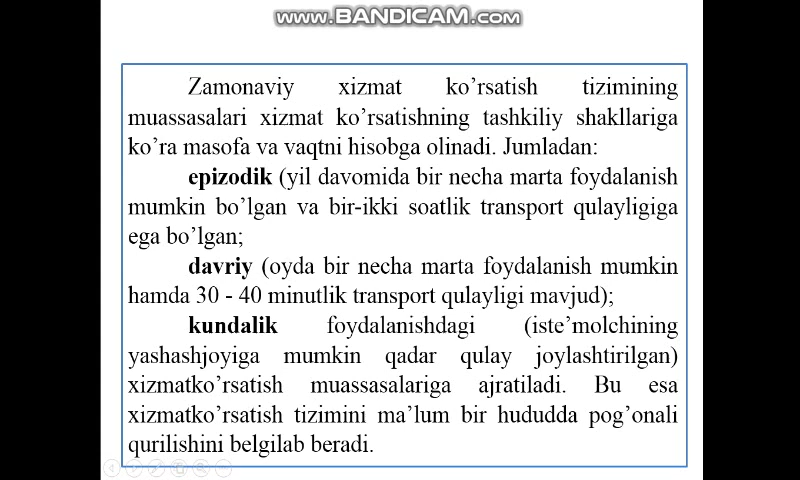 www.BANDICAM.com
Zamonaviy xizmat ko’rsatish tizimining
muassasalari xizmat ko’rsatishning tashkiliy shakllariga
ko’ra masofa va vaqtni hisobga olinadi. Jumladan:
epizodik (yil davomida bir necha marta foydalanish
mumkin bo’lgan va bir-ikki soatlik transport qulayligiga
ega bo’lgan;
davriy (oyda bir necha marta foydalanish mumkin
hamda 30 - 40 minutlik transport qulayligi mavjud);
kundalik foydalanishdagi (iste’molchining
yashashjoyiga mumkin qadar qulay joylashtirilgan)
xizmatko’rsatish muassasalariga ajratiladi. Bu esa
xizmatko’rsatish tizimini ma’lum bir hududda pog’onali
qurilishini belgilab beradi.